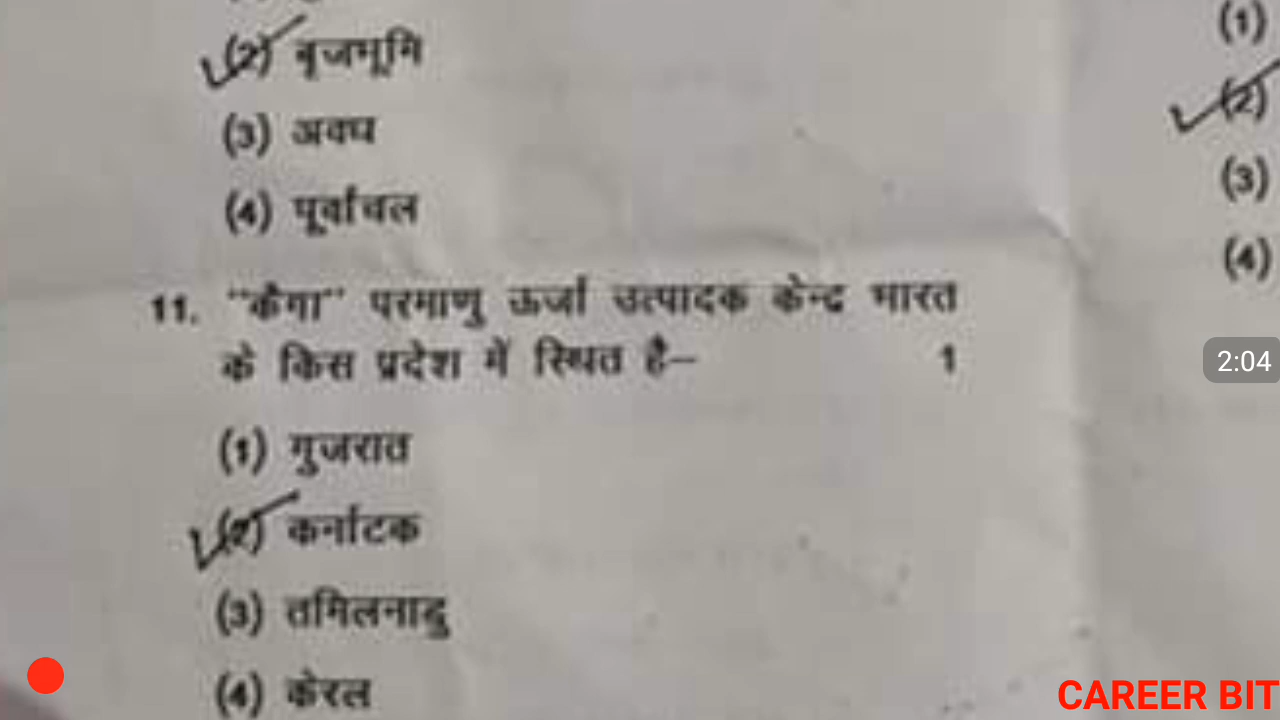 (2) बृजभूमि
(3) अवध
(4) पूर्वांचल
11. "कैगा" परमाणु ऊर्जा उत्पादक केन्द्र भारत
के किस प्रदेश में स्थित है– 1
(1) गुजरात
(2) कर्नाटक
(3) तमिलनाडु
(4) केरल
(1)
(2)
(3)
(4)
2:04
CAREER BIT